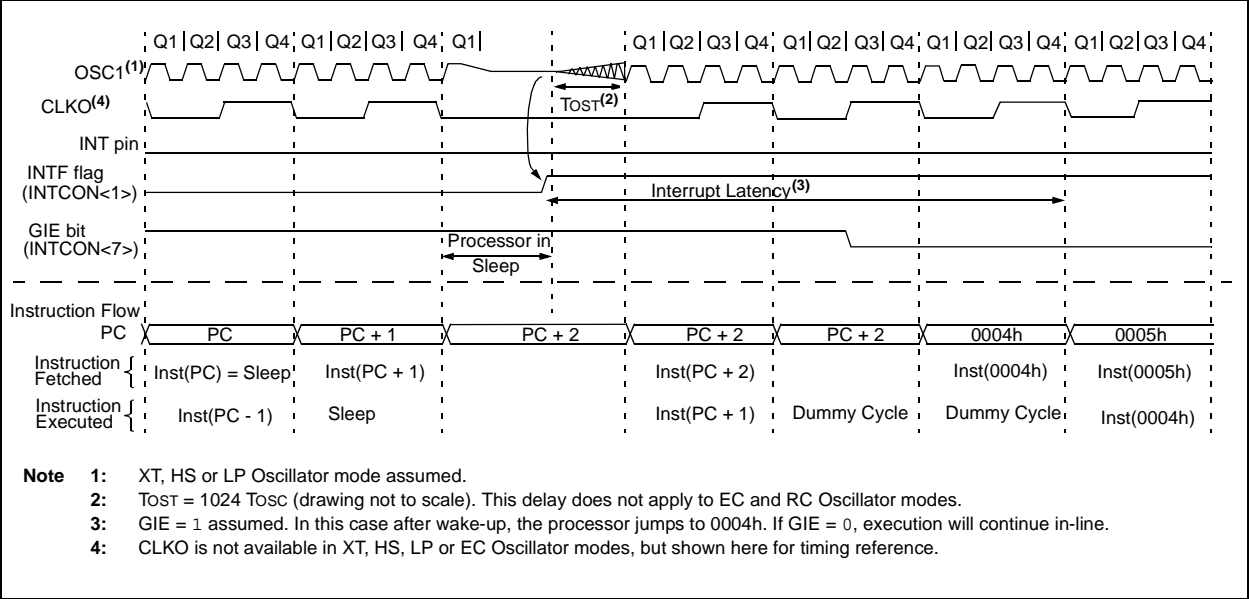 Q1 Q2 Q3 Q4 Q1 Q2 Q3 Q4 Q1 Q1 Q2 Q3 Q4 Q1 Q2 Q3 Q4 Q1 Q2 Q3 Q4 Q1 Q2 Q3 Q4
OSC1(1)
CLKO(4)
TOST(2)
INT pin
INTF flag
(INTCON<1>)
Interrupt Latency(3)
GIE bit
(INTCON<7>)
Processor in
Sleep
Instruction Flow
PC PC PC + 1 PC + 2 PC + 2 PC + 2 0004h 0005h
Instruction
Fetched
Inst(PC) = Sleep Inst(PC + 1) Inst(PC + 2) Inst(0004h) Inst(0005h)
Instruction
Executed
Inst(PC - 1) Sleep Inst(PC + 1) Dummy Cycle Dummy Cycle Inst(0004h)
Note 1: XT, HS or LP Oscillator mode assumed.
2: TOST = 1024 TOSC (drawing not to scale). This delay does not apply to EC and RC Oscillator modes.
3: GIE = 1 assumed. In this case after wake-up, the processor jumps to 0004h. If GIE = 0, execution will continue in-line.
4: CLKO is not available in XT, HS, LP or EC Oscillator modes, but shown here for timing reference.